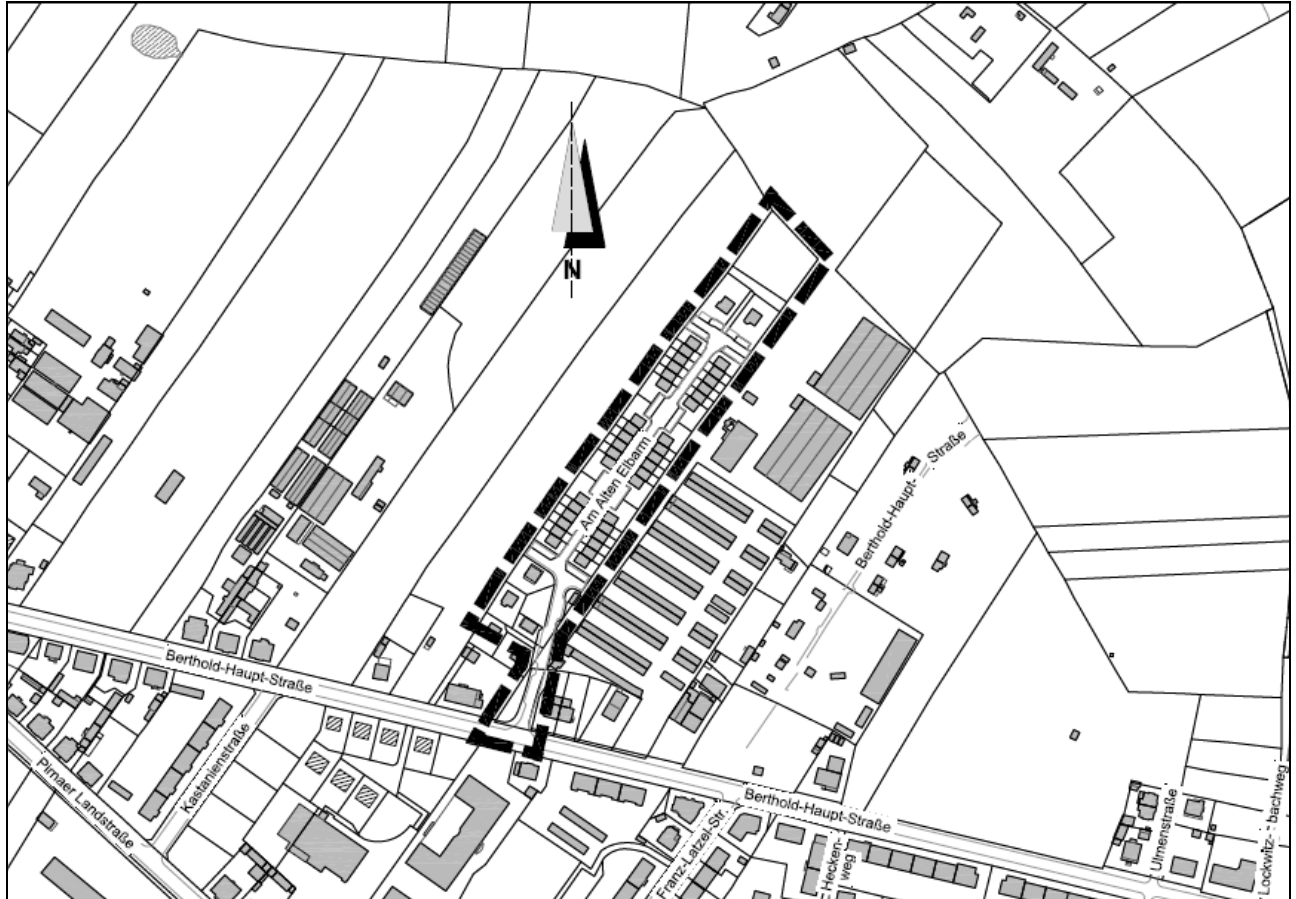 N
Am Alten Elbarm
Berthold-Haupt- Straße
Berthold-Haupt-Straße
Kastanienstraße
Pirnaer Landstraße
Berthold-Haupt-Straße
Franz-Latzel-Str.
Hecken-
weg
Ulmenstraße
Lockwitz- bachweg